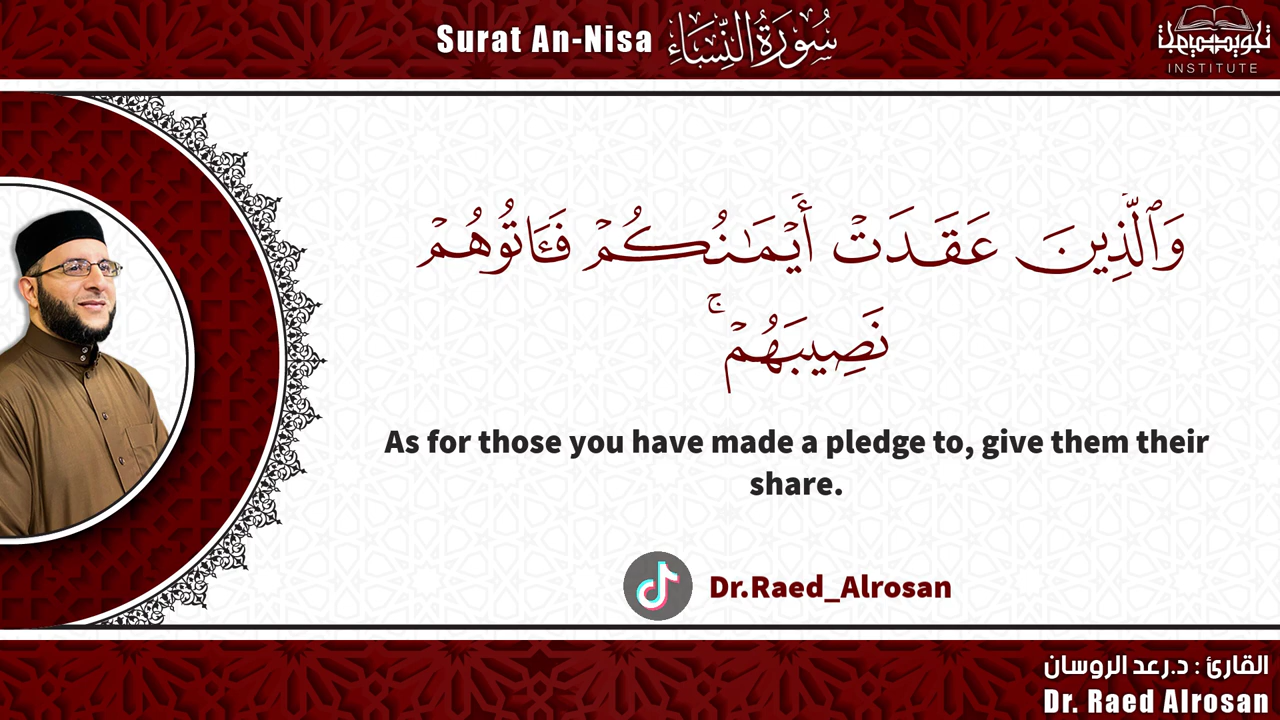 Surat An-Nisa سُورَةُ النِّسَاءِ
INSTITUTE
وَٱلَّذِينَ عَقَدَتْ أَيْمَـٰنُكُمْ فَـَٔاتُوهُمْ
نَصِيبَهُمْ ۚ
As for those you have made a pledge to, give them their
share.
Dr.Raed_Alrosan
القارئ : د.رعد الروسان
Dr. Raed Alrosan